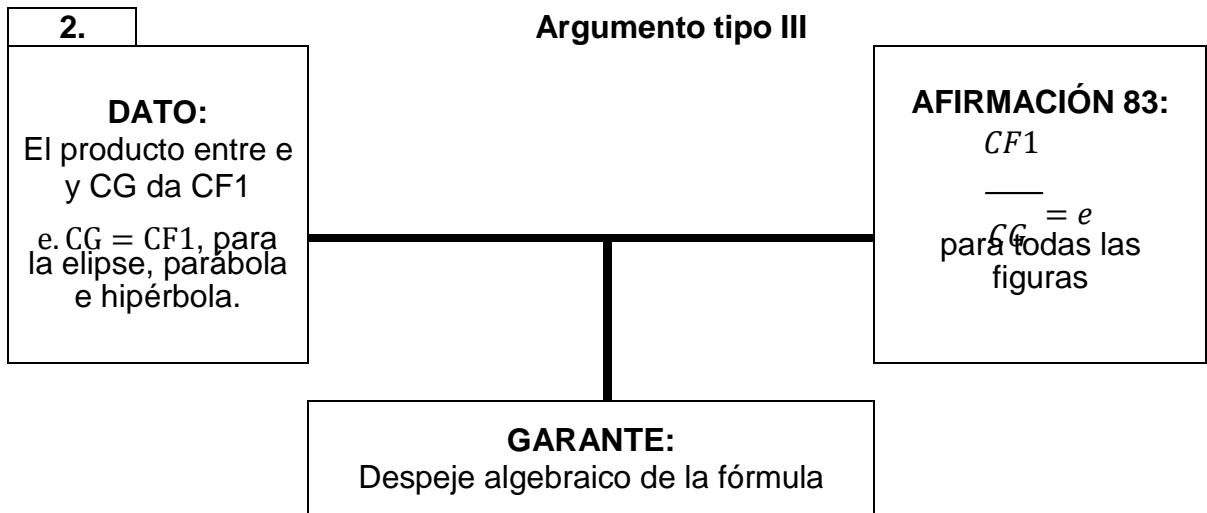 2.
Argumento tipo III
DATO:
El producto entre e
y CG da CF1
e. CG = CF1, para
la elipse, parábola
e hipérbola.
AFIRMACIÓN 83:
CF1
= e
CG
para todas las
figuras
GARANTE:
Despeje algebraico de la fórmula